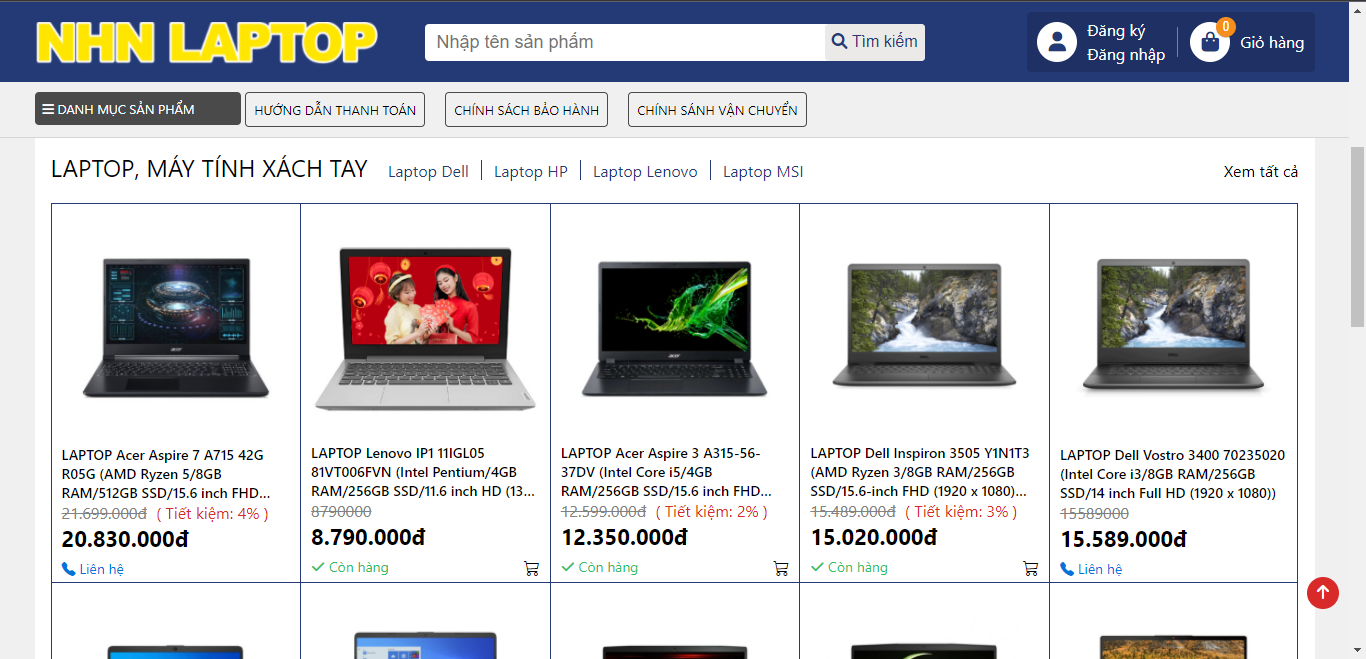 NHN LAPTOP
Nhập tên sản phẩm
Tìm kiếm
Đăng ký
Đăng nhập
0
Giỏ hàng
DANH MỤC SẢN PHẨM
HƯỚNG DẪN THANH TOÁN
CHÍNH SÁCH BẢO HÀNH
CHÍNH SÁNH VẬN CHUYỂN
LAPTOP, MÁY TÍNH XÁCH TAY
Laptop Dell
Laptop HP
Laptop Lenovo
Laptop MSI
Xem tất cả
LAPTOP Acer Aspire 7 A715 42G
R05G (AMD Ryzen 5/8GB
RAM/512GB SSD/15.6 inch FHD...
21.699.000đ ( Tiết kiệm: 4% )
20.830.000đ
Liên hệ
LAPTOP Lenovo IP1 11IGL05
81VT006FVN (Intel Pentium/4GB
RAM/256GB SSD/11.6 inch HD (13...
8790000
8.790.000đ
Còn hàng
LAPTOP Acer Aspire 3 A315-56-
37DV (Intel Core i5/4GB
RAM/256GB SSD/15.6 inch FHD...
12.599.000đ ( Tiết kiệm: 2% )
12.350.000đ
Còn hàng
LAPTOP Dell Inspiron 3505 Y1N1T3
(AMD Ryzen 3/8GB RAM/256GB
SSD/15.6-inch FHD (1920 x 1080)...
15.489.000đ ( Tiết kiệm: 3% )
15.020.000đ
Còn hàng
LAPTOP Dell Vostro 3400 70235020
(Intel Core i3/8GB RAM/256GB
SSD/14 inch Full HD (1920 x 1080))
15589000
15.589.000đ
Liên hệ